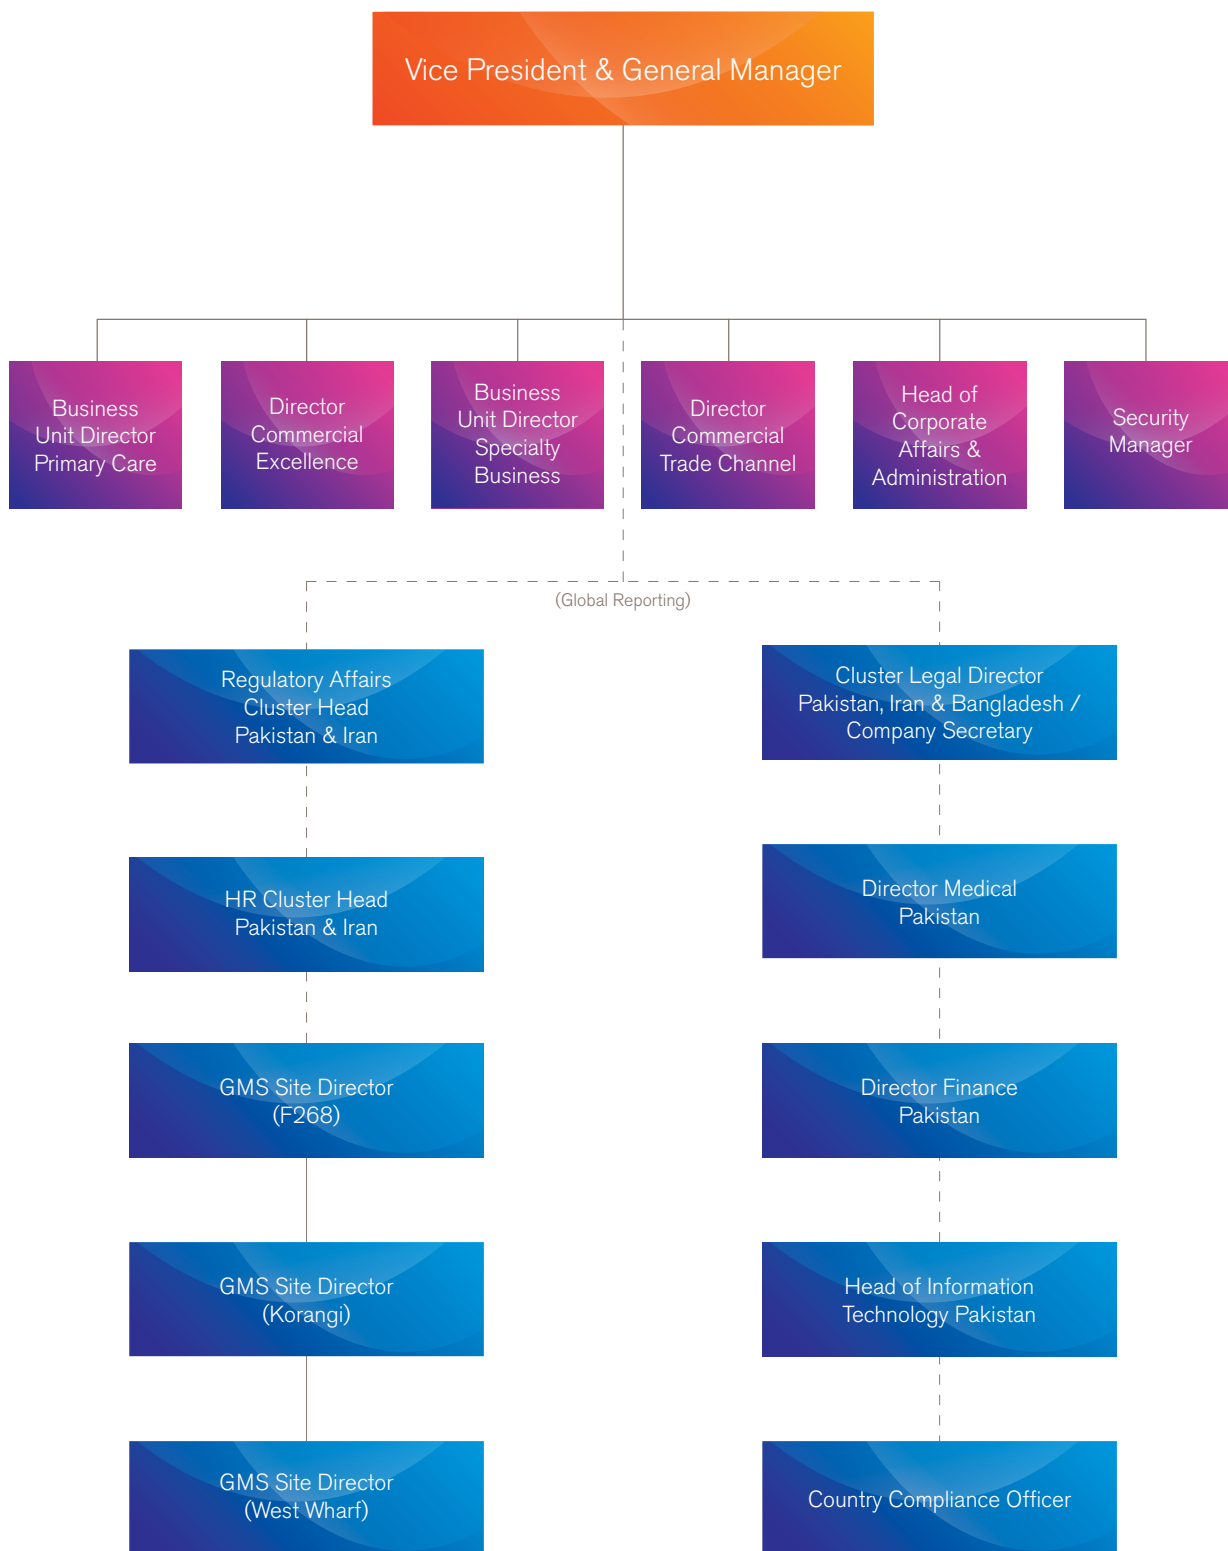 Vice President & General Manager
Business
Unit Director
Primary Care
Director
Commercial
Excellence
Business
Unit Director
Specialty
Business
Director
Commercial
Trade Channel
Head of
Corporate
Affairs &
Administration
Security
Manager
(Global Reporting)
Regulatory Affairs
Cluster Head
Pakistan & Iran
HR Cluster Head
Pakistan & Iran
GMS Site Director
(F268)
GMS Site Director
(Korangi)
GMS Site Director
(West Wharf)
Cluster Legal Director
Pakistan, Iran & Bangladesh /
Company Secretary
Director Medical
Pakistan
Director Finance
Pakistan
Head of Information
Technology Pakistan
Country Compliance Officer